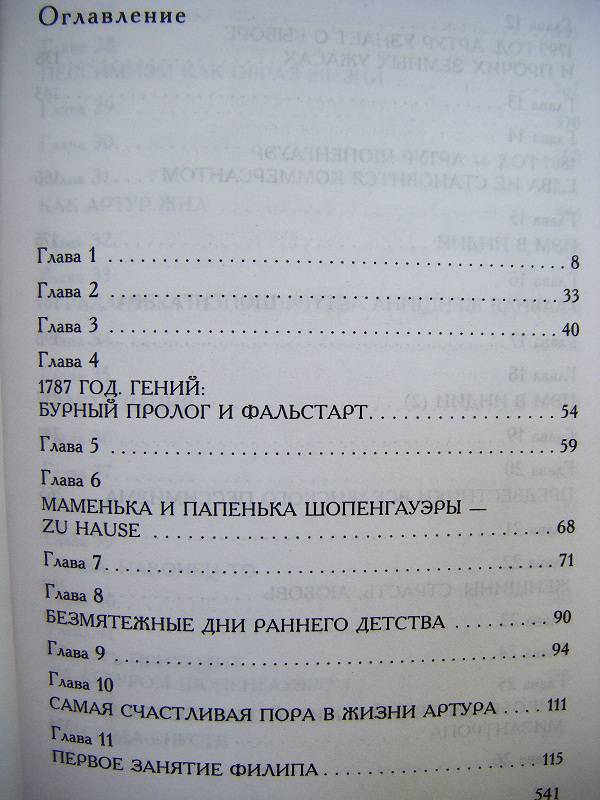 Оглавление
Глава 1 ........ 8
Глава 2 ........ 33
Глава 3 ........ 40
Глава 4
1787 ГОД. ГЕНИЙ:
БУРНЫЙ ПРОЛОГ И ФАЛЬСТАРТ ........ 54
Глава 5 ........ 59
Глава 6
МАМЕНЬКА И ПАПЕНЬКА ШОПЕНГАУЭРЫ —
ZU HAUSE ........ 68
Глава 7 ........ 71
Глава 8
БЕЗМЯТЕЖНЫЕ ДНИ РАННЕГО ДЕТСТВА ........ 90
Глава 9 ........ 94
Глава 10
САМАЯ СЧАСТЛИВАЯ ПОРА В ЖИЗНИ АРТУРА ........ 111
Глава 11
ПЕРВОЕ ЗАНЯТИЕ ФИЛИПА ........ 115
541